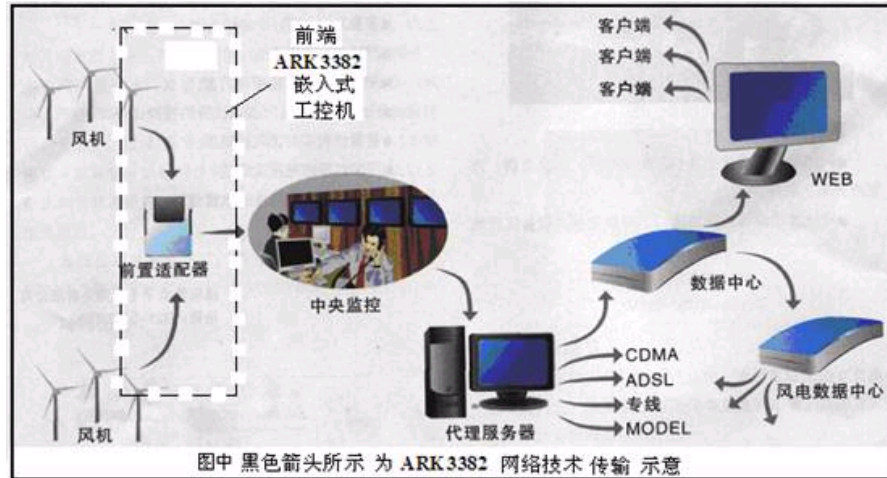 前端
ARK3382
嵌入式
工控机
风机
前置适配器
风机
中央监控
代理服务器
CDMA
ADSL
专线
MODEL
客户端
客户端
客户端
WEB
数据中心
风电数据中心
图中 黑色箭头所示 为 ARK3382 网络技术 传输 示意